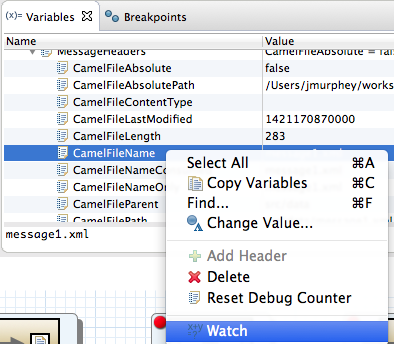 (x)= Variables Breakpoints
Name Value
MessageHeaders CamelFileAbsolute = fals
CamelFileAbsolute false
CamelFileAbsolutePath /Users/jmurphey/works
CamelFileContentType
CamelFileLastModified 1421170870000
CamelFileLength 283
CamelFileName
CamelFileNameCo
CamelFileNameOn
CamelFileParent
CamelFilePath
message1.xml
Select All ⌘A
Copy Variables ⌘C
Find... ⌘F
Change Value...
Add Header
Delete
Reset Debug Counter
Watch